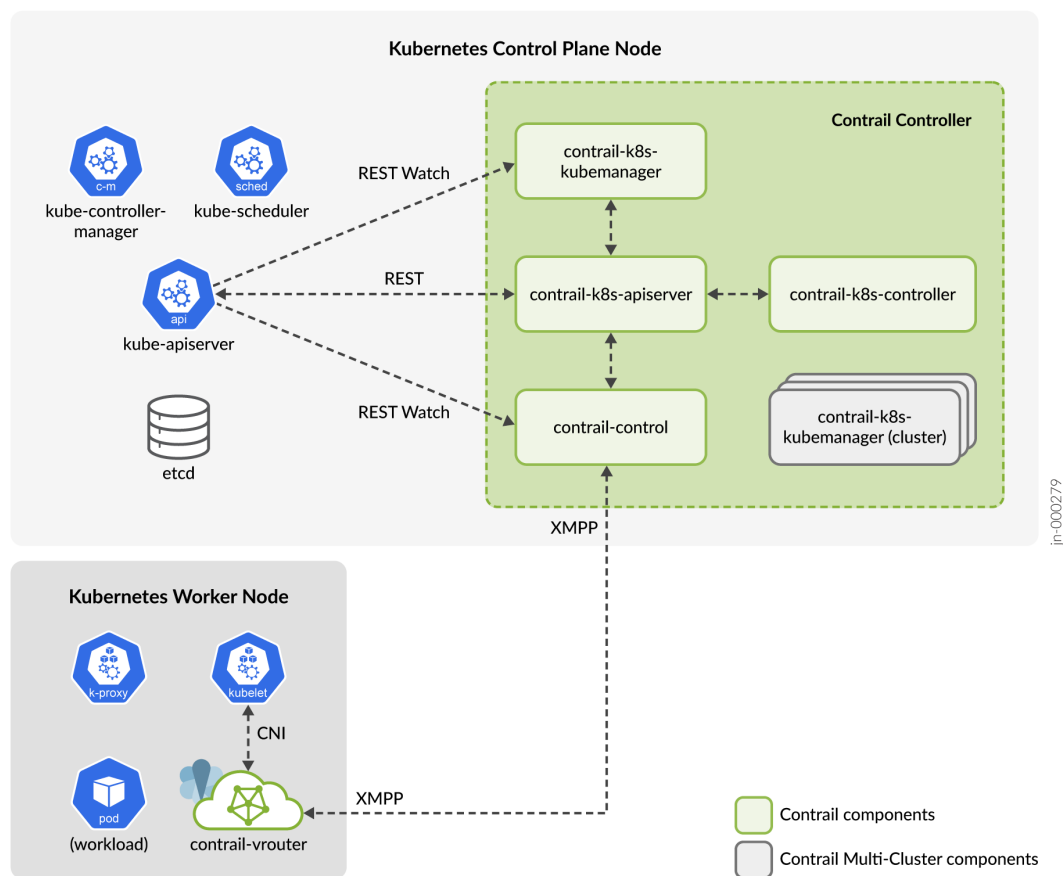 Kubernetes Control Plane Node
Contrail Controller
c-m
kube-controller-
manager
sched
kube-scheduler
REST Watch
contrail-k8s-
kubemanager
api
kube-apiserver
REST
contrail-k8s-apiserver
contrail-k8s-controller
REST Watch
contrail-control
contrail-k8s-
kubemanager (cluster)
etcd
XMPP
jn-000279
Kubernetes Worker Node
k-proxy
kubelet
CNI
pod
(workload)
contrail-vrouter
XMPP
Contrail components
Contrail Multi-Cluster components